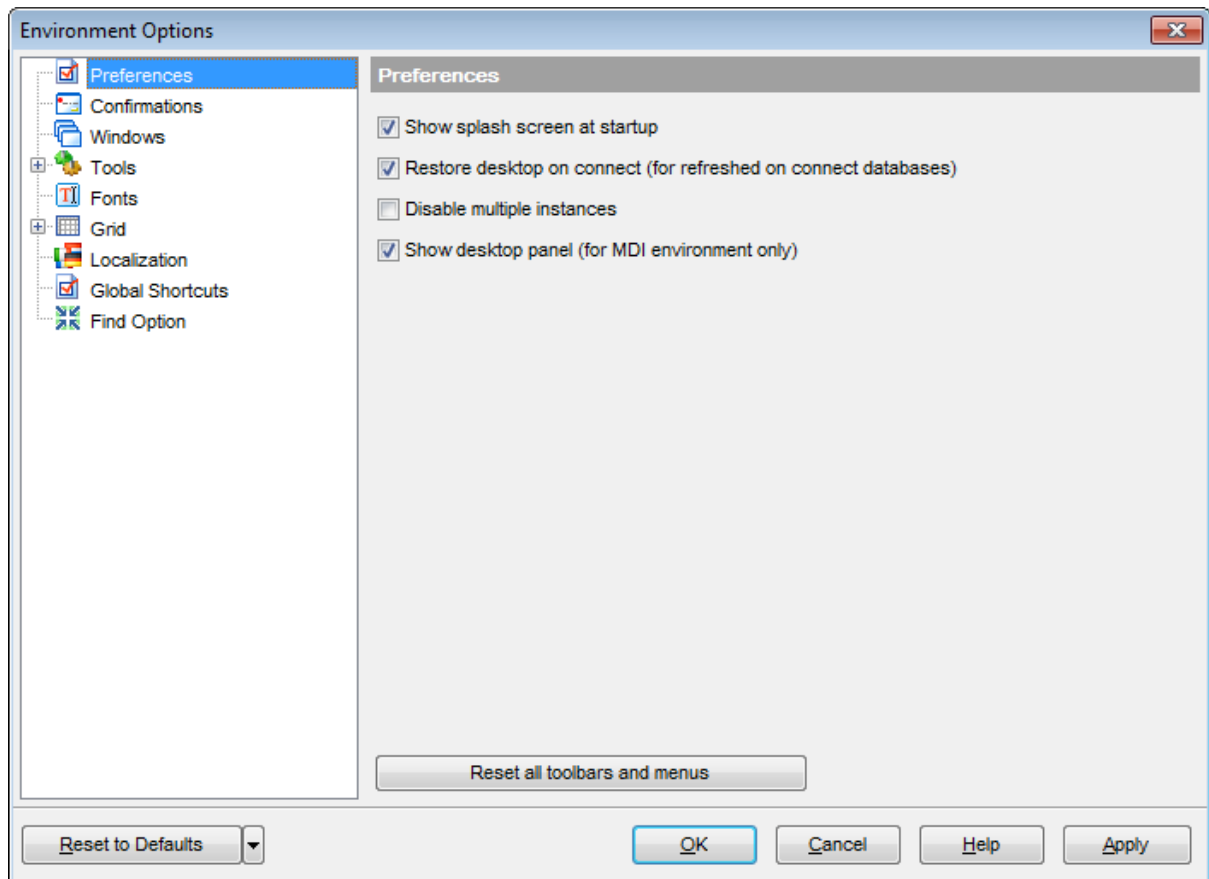 Environment Options
Preferences
Confirmations
Windows
Tools
Fonts
Grid
Localization
Global Shortcuts
Find Option
Preferences
Show splash screen at startup
Restore desktop on connect (for refreshed on connect databases)
Disable multiple instances
Show desktop panel (for MDI environment only)
Reset all toolbars and menus
Reset to Defaults
OK
Cancel
Help
Apply